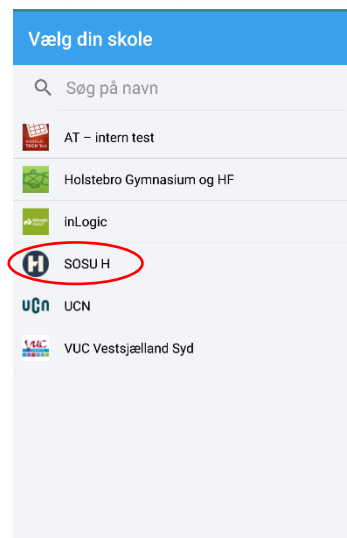 Vælg din skole
Søg på navn
AT – intern test
Holstebro Gymnasium og HF
inLogic
H SOSU H
ucn UCN
VUC VUC Vestsjælland Syd